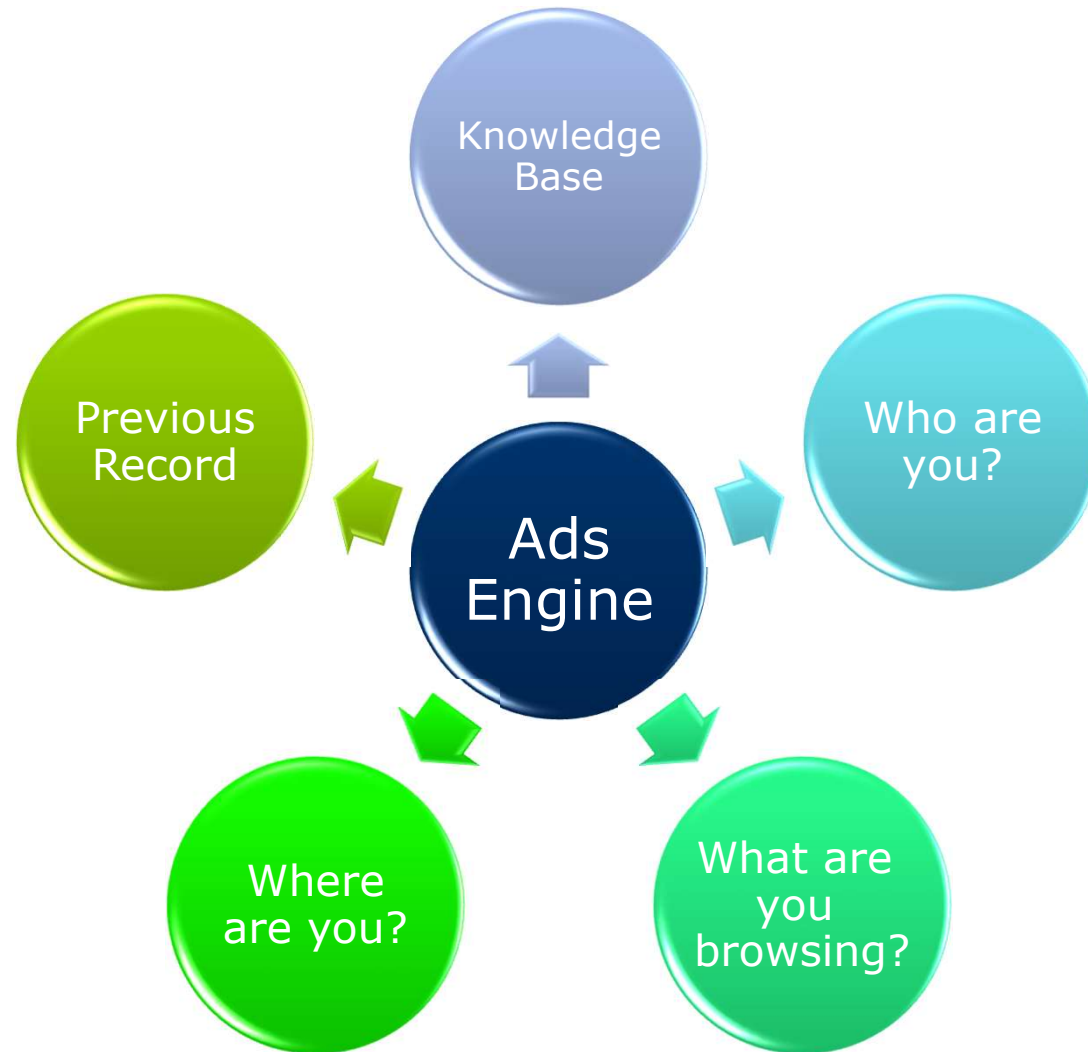 Knowledge
Base
Previous
Record
Who are
you?
Ads
Engine
Where
are you?
What are
you
browsing?